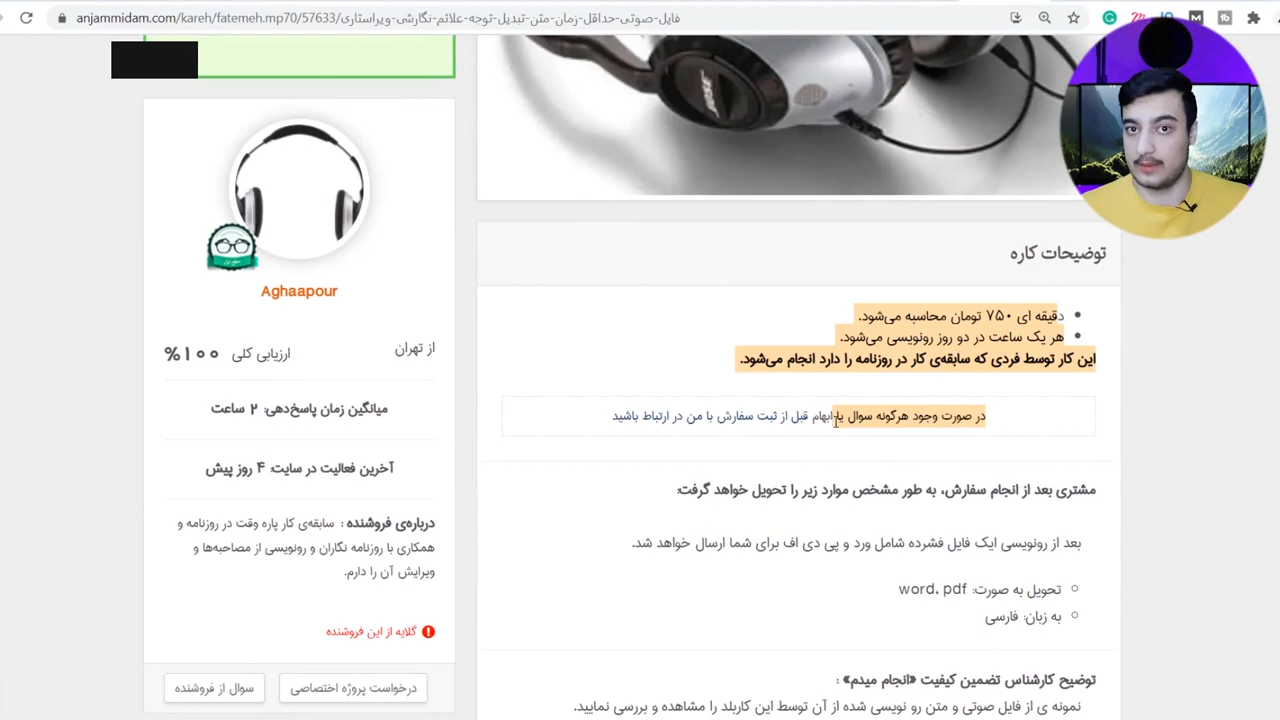 anjammidam.com/kareh/fatemeh.mp70/57633/فایل-صوتی-حداقل-زمان-متن-تبدیل-توجه-علائم-نگارشی-ویراستاری
BOSE
توضیحات کاره
دقیقه ای ۷۵۰ تومان محاسبه می‌شود.
هر یک ساعت در دو روز رونویسی می‌شود.
این کار توسط فردی که سابقه‌ی کار در روزنامه را دارد انجام می‌شود.
در صورت وجود هرگونه سوال یا ابهام قبل از ثبت سفارش با من در ارتباط باشید
مشتری بعد از انجام سفارش، به طور مشخص موارد زیر را تحویل خواهد گرفت:
بعد از رونویسی ایک فایل فشرده شامل ورد و پی دی اف برای شما ارسال خواهد شد.
تحویل به صورت: word, pdf
به زبان: فارسی
توضیح کارشناس تضمین کیفیت «انجام میدم» :
نمونه ی از فایل صوتی و متن رو نویسی شده از آن توسط این کاربلد را مشاهده و بررسی نمایید.
Aghaapour
از تهران
ارزیابی کلی ۱۰۰%
میانگین زمان پاسخ‌دهی: ۲ ساعت
آخرین فعالیت در سایت: ۴ روز پیش
درباره‌ی فروشنده : سابقه‌ی کار پاره وقت در روزنامه و
همکاری با روزنامه نگاران و رونویسی از مصاحبه‌ها و
ویرایش آن را دارم.
گلایه از این فروشنده
درخواست پروژه اختصاصی
سوال از فروشنده